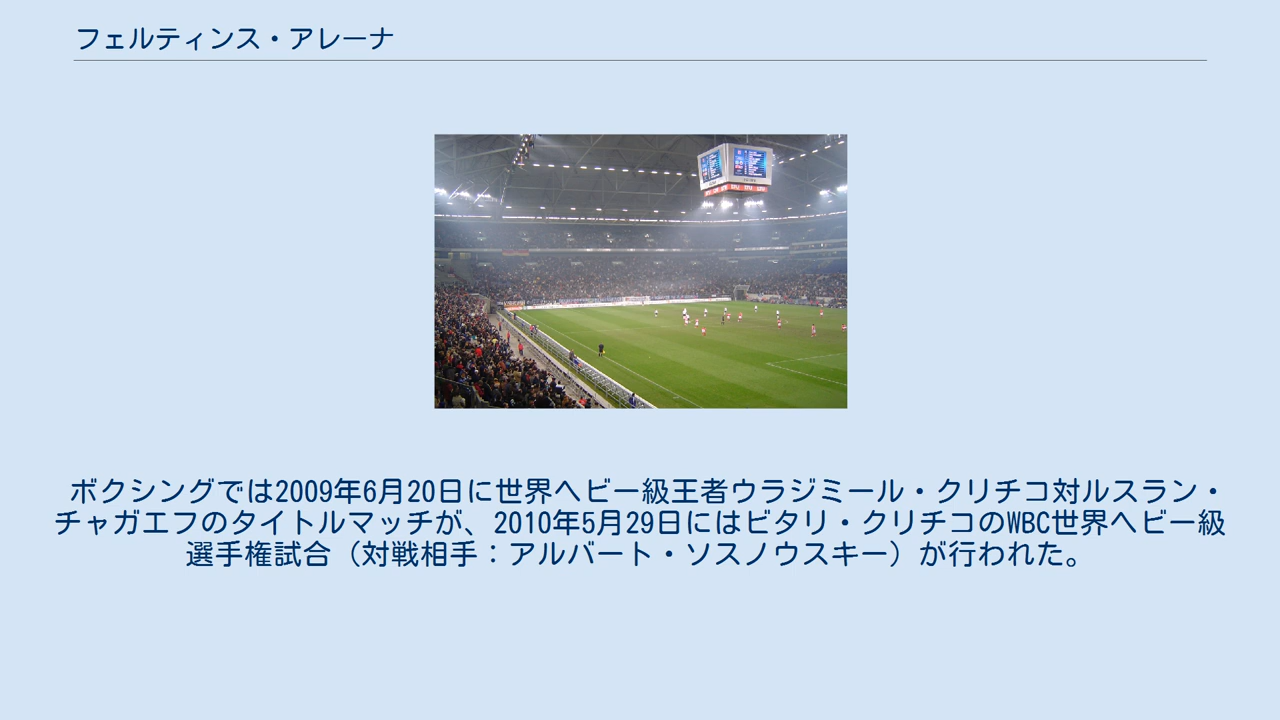 フェルティンス・アレーナ
ボクシングでは2009年6月20日に世界ヘビー級王者ウラジミール・クリチコ対ルスラン・
チャガエフのタイトルマッチが、2010年5月29日にはビタリ・クリチコのWBC世界ヘビー級
選手権試合（対戦相手：アルバート・ソスノウスキー）が行われた。